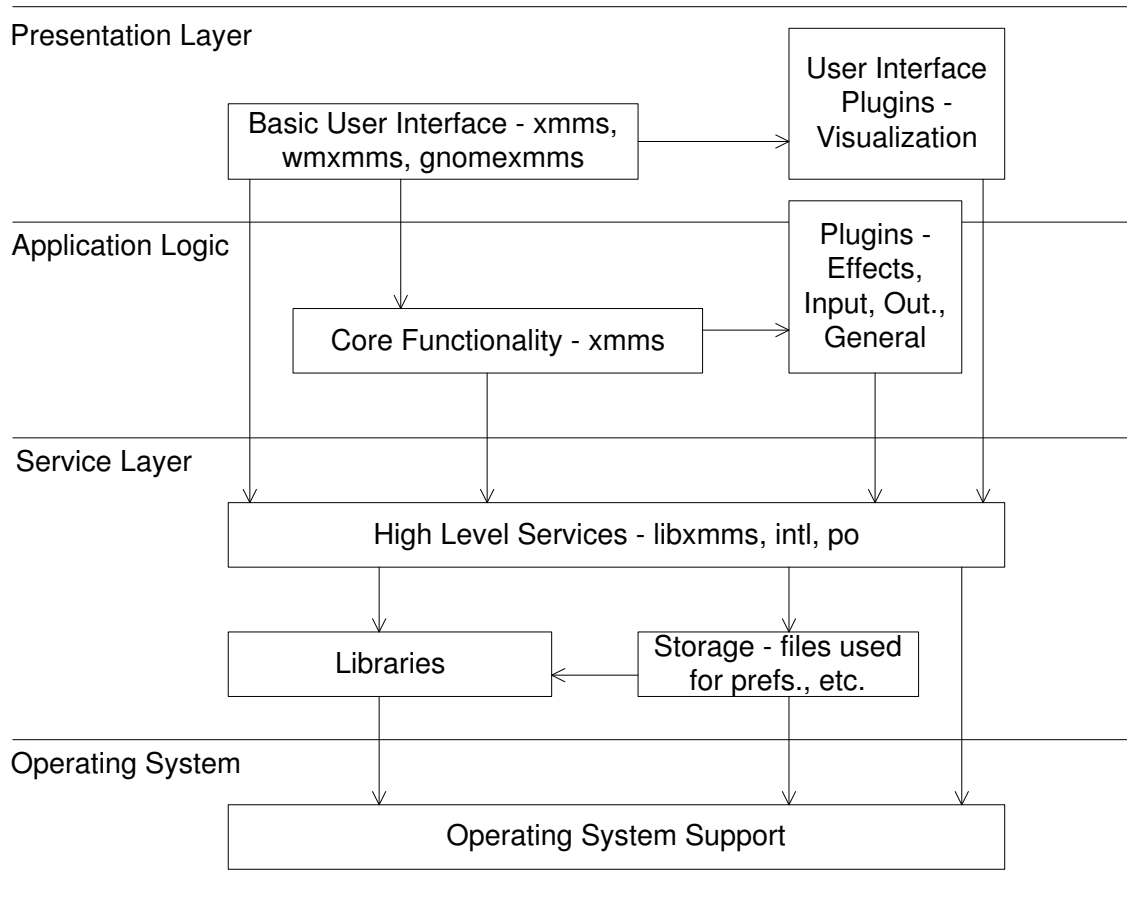 Presentation Layer
User Interface
Plugins -
Visualization
Basic User Interface - xmms,
wmxmms, gnomexmms
Application Logic
Plugins -
Effects,
Input, Out.,
General
Core Functionality - xmms
Service Layer
High Level Services - libxmms, intl, po
Libraries
Storage - files used
for prefs., etc.
Operating System
Operating System Support